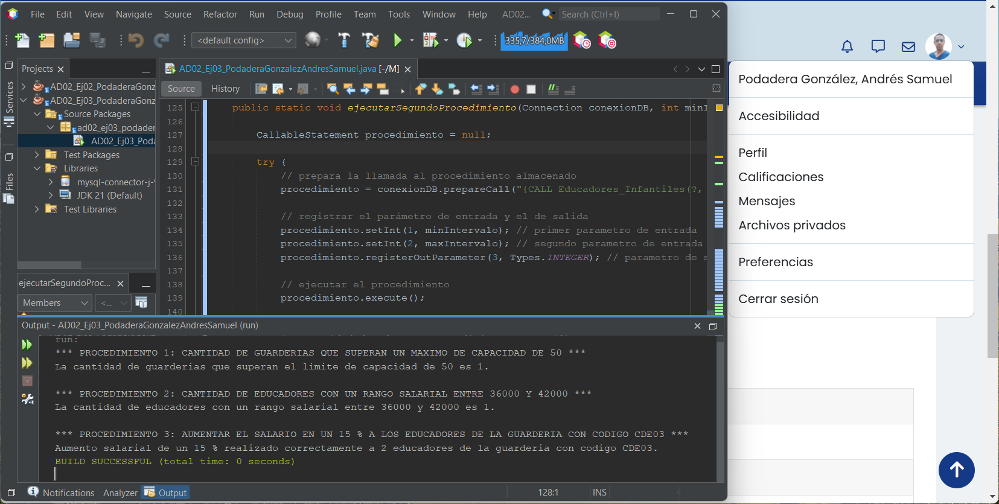 File Edit View Navigate Source Refactor Run Debug Profile Team Tools Window Help AD02... Search (Ctrl+I)
<default config>
335,7/384,0MB
Projects
AD02_Ej03_PodaderaGonzalezAndresSamuel.java [-/M]
Services
Files
AD02_Ej02_PodaderaGonz
AD02_Ej03_PodaderaGonz
Source Packages
ad02_ej03_podader
AD02_Ej03_Poda
Test Packages
Libraries
mysql-connector-j-9
JDK 21 (Default)
Test Libraries
Source History
125 public static void ejecutarSegundoProcedimiento(Connection conexionDB, int minI
126
127 CallableStatement procedimiento = null;
128
129 try {
130 // prepara la llamada al procedimiento almacenado
131 procedimiento = conexionDB.prepareCall("{CALL Educadores_Infantiles(?,
132
133 // registrar el parámetro de entrada y el de salida
134 procedimiento.setInt(1, minIntervalo); // primer parametro de entrada
135 procedimiento.setInt(2, maxIntervalo); // segundo parametro de entrada
136 procedimiento.registerOutParameter(3, Types.INTEGER); // parametro de s
137
138 // ejecutar el procedimiento
139 procedimiento.execute();
140
ejecutarSegundoProc...
Members <...
Output - AD02_Ej03_PodaderaGonzalezAndresSamuel (run)
run:
*** PROCEDIMIENTO 1: CANTIDAD DE GUARDERIAS QUE SUPERAN UN MAXIMO DE CAPACIDAD DE 50 ***
La cantidad de guarderias que superan el limite de capacidad de 50 es 1.
*** PROCEDIMIENTO 2: CANTIDAD DE EDUCADORES CON UN RANGO SALARIAL ENTRE 36000 Y 42000 ***
La cantidad de educadores con un rango salarial entre 36000 y 42000 es 1.
*** PROCEDIMIENTO 3: AUMENTAR EL SALARIO EN UN 15 % A LOS EDUCADORES DE LA GUARDERIA CON CODIGO CDE03 ***
Aumento salarial de un 15 % realizado correctamente a 2 educadores de la guarderia con codigo CDE03.
BUILD SUCCESSFUL (total time: 0 seconds)
Notifications Analyzer Output
128:1 INS
Podadera González, Andrés Samuel
Accesibilidad
Perfil
Calificaciones
Mensajes
Archivos privados
Preferencias
Cerrar sesión